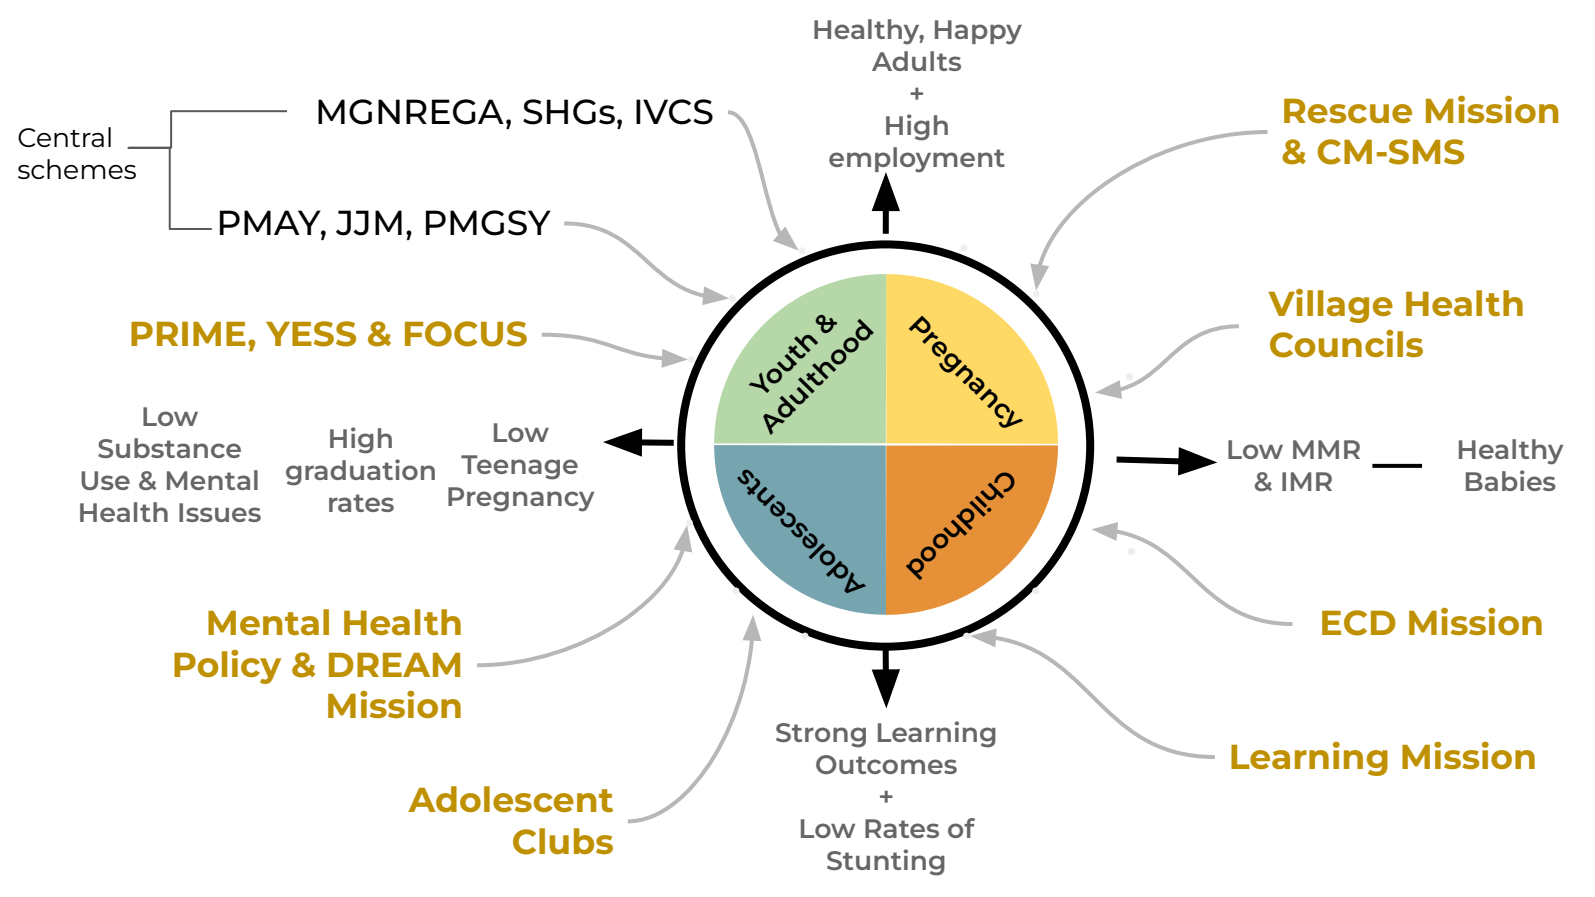 Healthy, Happy
Adults
+
High
employment
Central
schemes
MGNREGA, SHGs, IVCS
PMAY, JJM, PMGSY
PRIME, YESS & FOCUS
Rescue Mission
& CM-SMS
Village Health
Councils
Youth &
Adulthood
Pregnancy
Adolescents
Childhood
Low
Substance
Use & Mental
Health Issues
High
graduation
rates
Low
Teenage
Pregnancy
Low MMR
& IMR
Healthy
Babies
Mental Health
Policy & DREAM
Mission
ECD Mission
Adolescent
Clubs
Strong Learning
Outcomes
+
Low Rates of
Stunting
Learning Mission